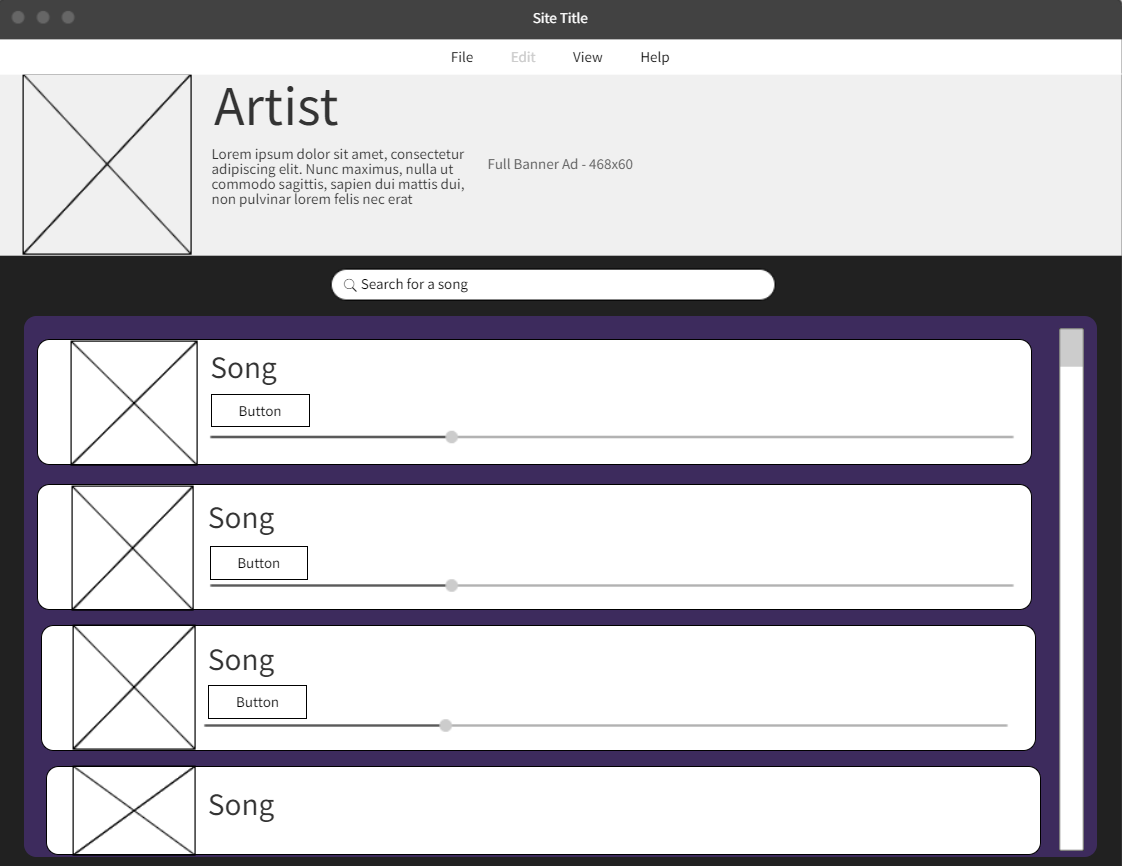 Site Title
File Edit View Help
Artist
Lorem ipsum dolor sit amet, consectetur
adipiscing elit. Nunc maximus, nulla ut
commodo sagittis, sapien dui mattis dui,
non pulvinar lorem felis nec erat
Full Banner Ad - 468x60
Search for a song
Song
Button
Song
Button
Song
Button
Song